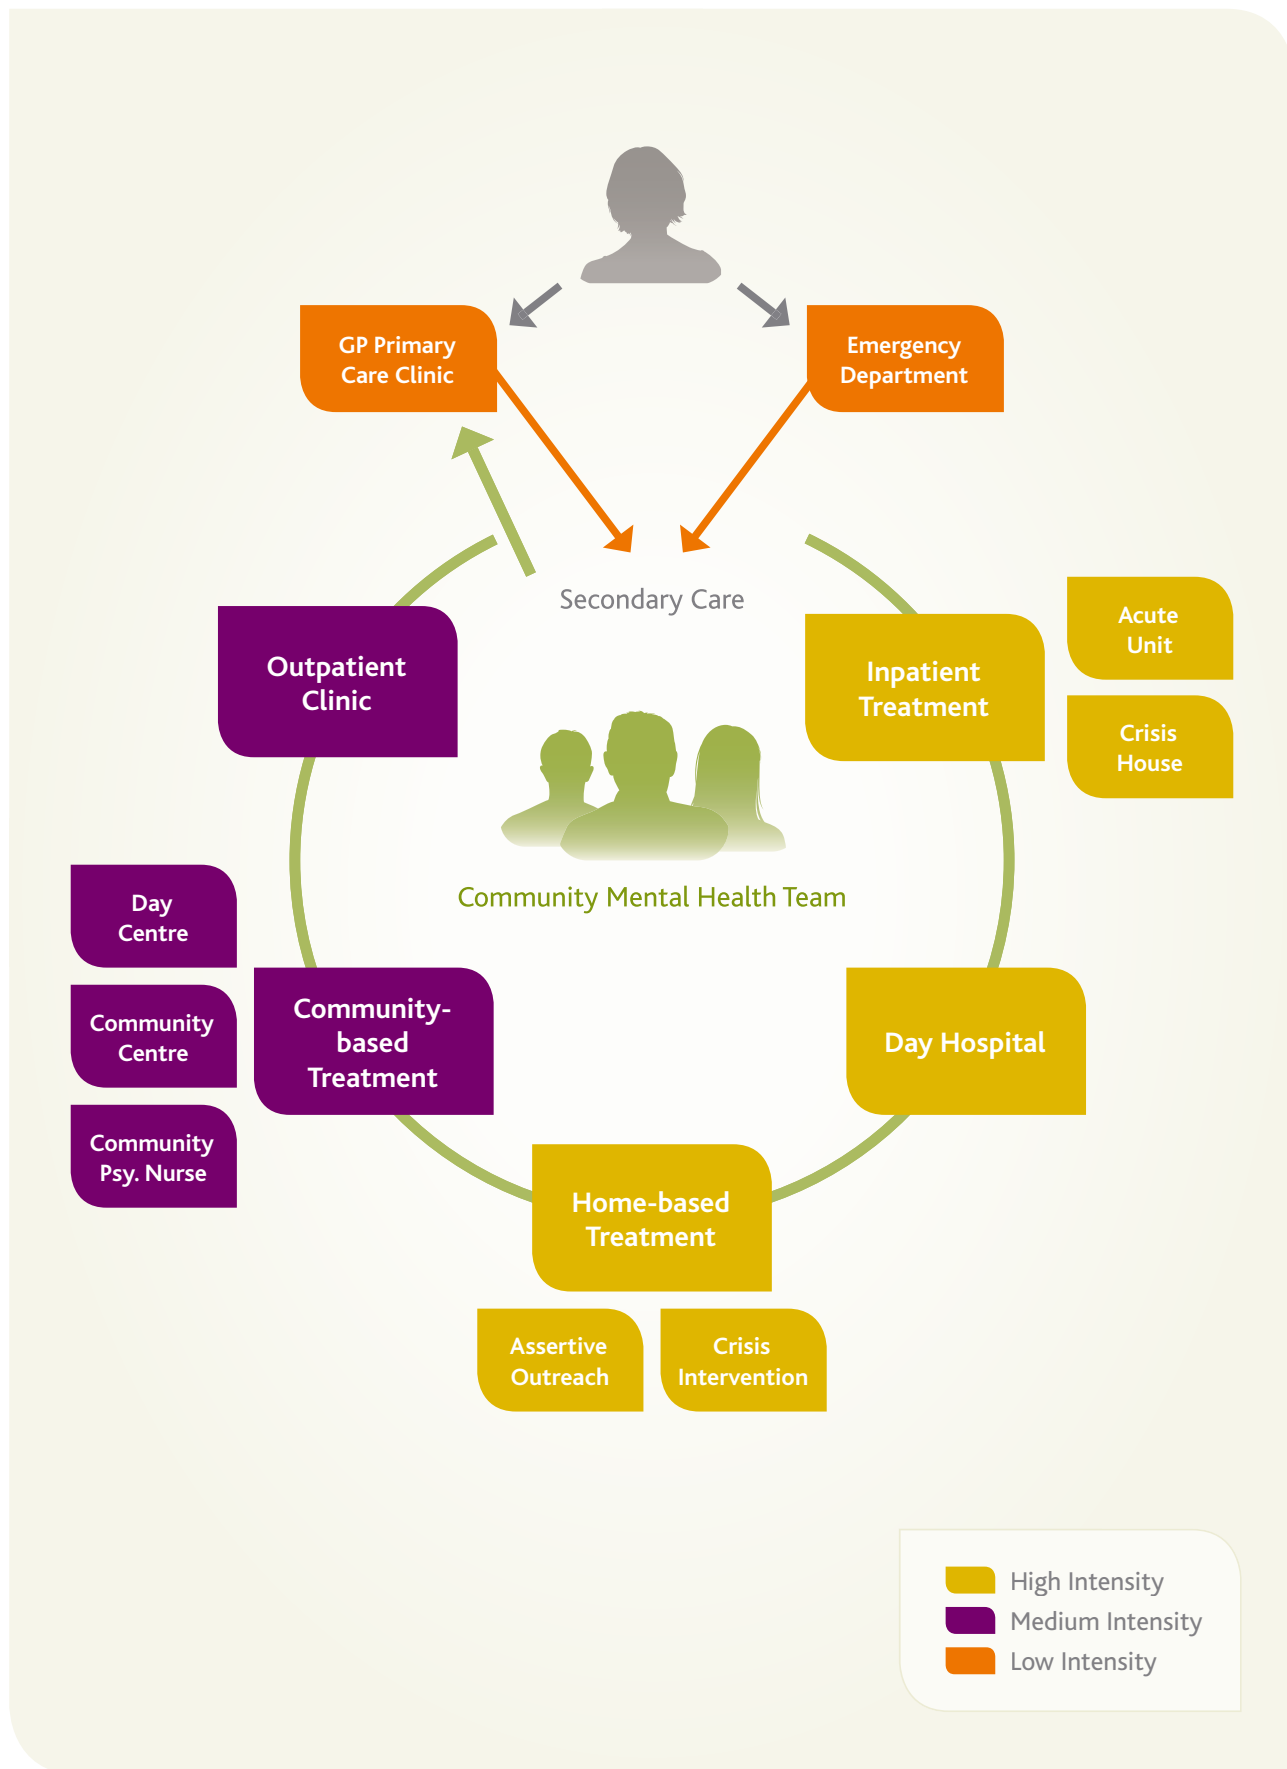 GP Primary
Care Clinic
Emergency
Department
Secondary Care
Outpatient
Clinic
Inpatient
Treatment
Acute
Unit
Crisis
House
Community Mental Health Team
Day
Centre
Community
Centre
Community
Psy. Nurse
Community-
based
Treatment
Day Hospital
Home-based
Treatment
Assertive
Outreach
Crisis
Intervention
High Intensity
Medium Intensity
Low Intensity